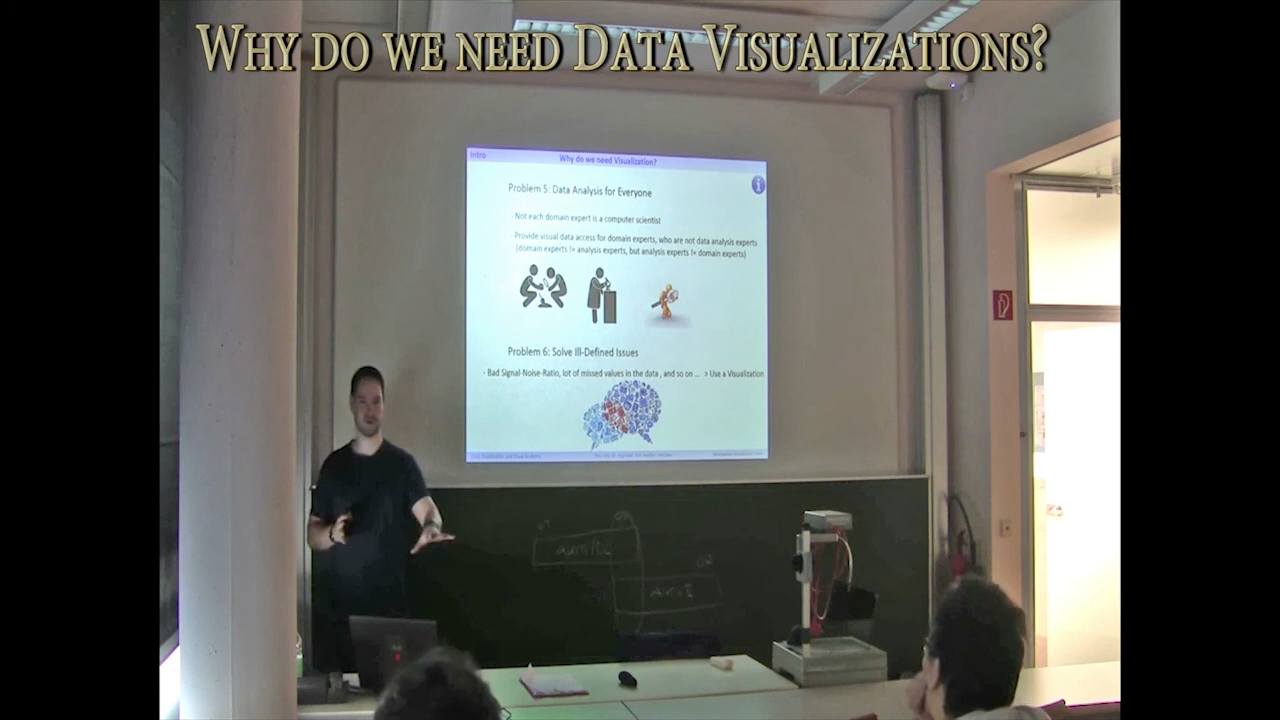 WHY DO WE NEED DATA VISUALIZATIONS?
Intro
Why do we need Visualization?
i
Problem 5: Data Analysis for Everyone
- Not each domain expert is a computer scientist
- Provide visual data access for domain experts, who are not data analysis experts
(domain experts != analysis experts, but analysis experts != domain experts)
Problem 6: Solve Ill-Defined Issues
- Bad Signal-Noise-Ratio, lot of missed values in the data , and so on ... > Use a Visualization